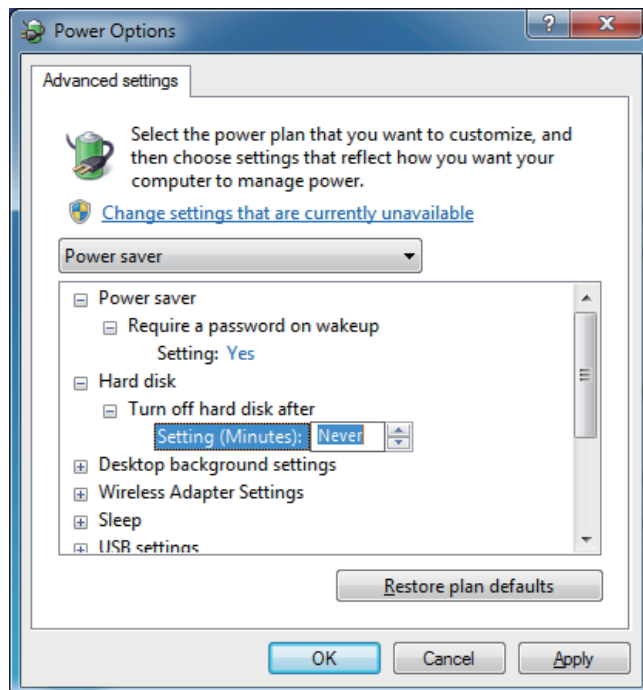 Power Options
Advanced settings
Select the power plan that you want to customize, and
then choose settings that reflect how you want your
computer to manage power.
Change settings that are currently unavailable
Power saver
Power saver
Require a password on wakeup
Setting: Yes
Hard disk
Turn off hard disk after
Setting (Minutes): Never
Desktop background settings
Wireless Adapter Settings
Sleep
USB settings
Restore plan defaults
OK Cancel Apply